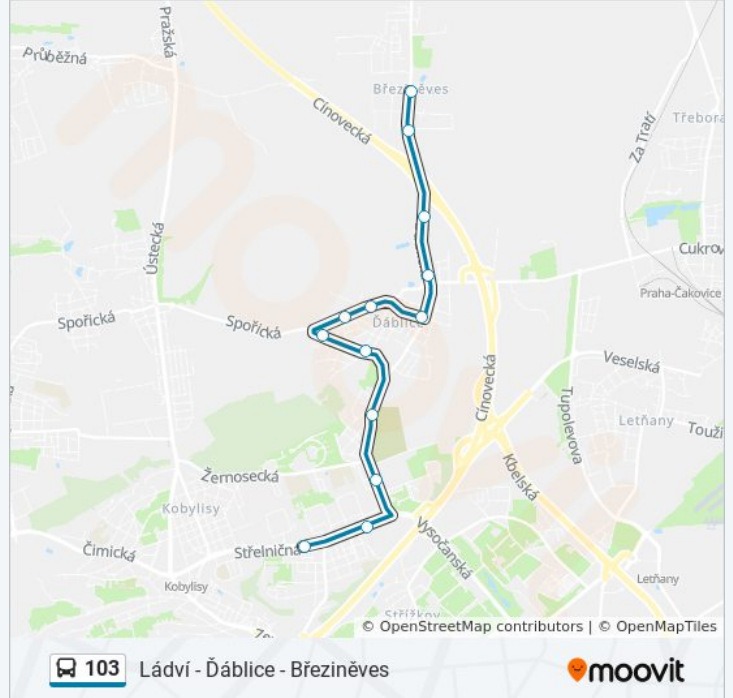 Pražská
Průběžná
Březiněves
Cínovecká
Za Tratí
Třebora
Ústecká
Cukrov
Praha-Čakovice
Spořická
Spořická
Ďáblice
Cínovecká
Veselská
Tupolevova
Letňany
Touži
Kbelská
Žernosecká
Kobylisy
Vysočanská
Čimická
Střelničná
Kobylisy
Letňany
Střížkov
© OpenStreetMap contributors | © OpenMapTiles
103 Ládví - Ďáblice - Březiněves
moovit